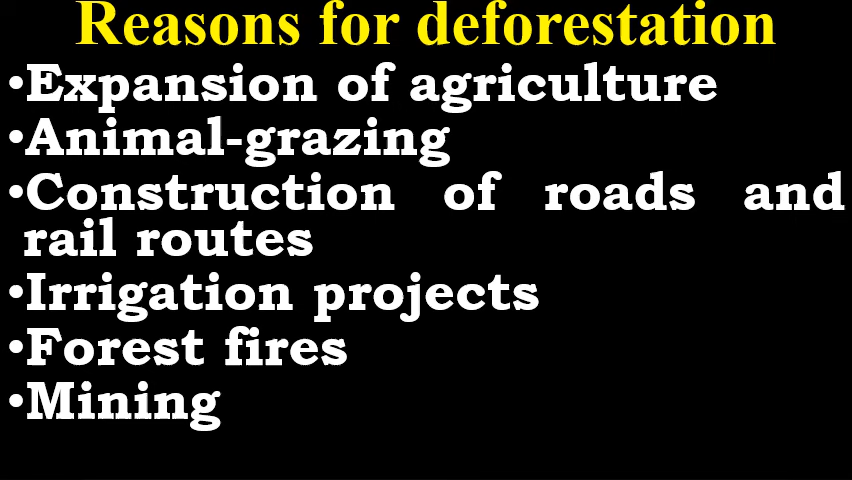 Reasons for deforestation
•Expansion of agriculture
•Animal-grazing
•Construction of roads and
rail routes
•Irrigation projects
•Forest fires
•Mining